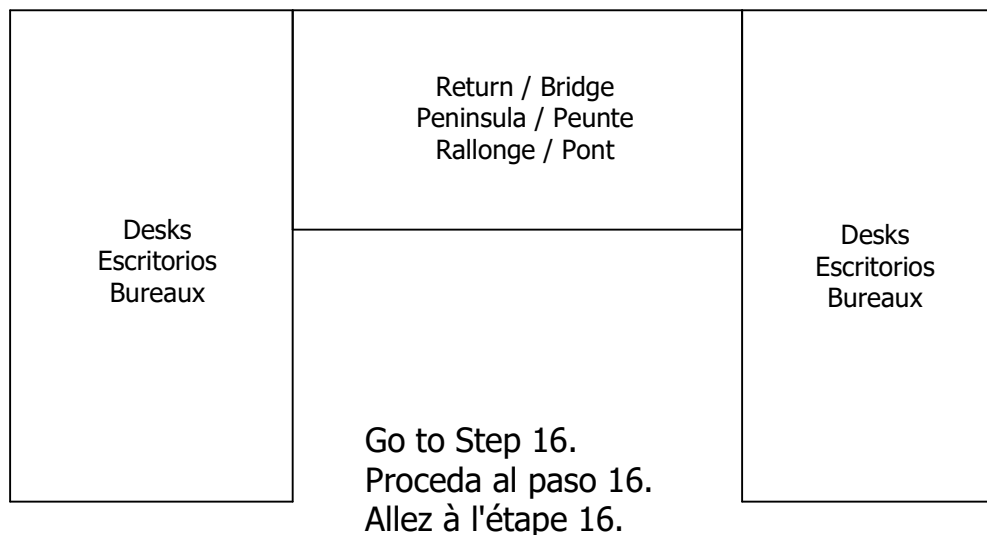 Return / Bridge
Peninsula / Peunte
Rallonge / Pont
Desks
Escritorios
Bureaux
Desks
Escritorios
Bureaux
Go to Step 16.
Proceda al paso 16.
Allez à l'étape 16.